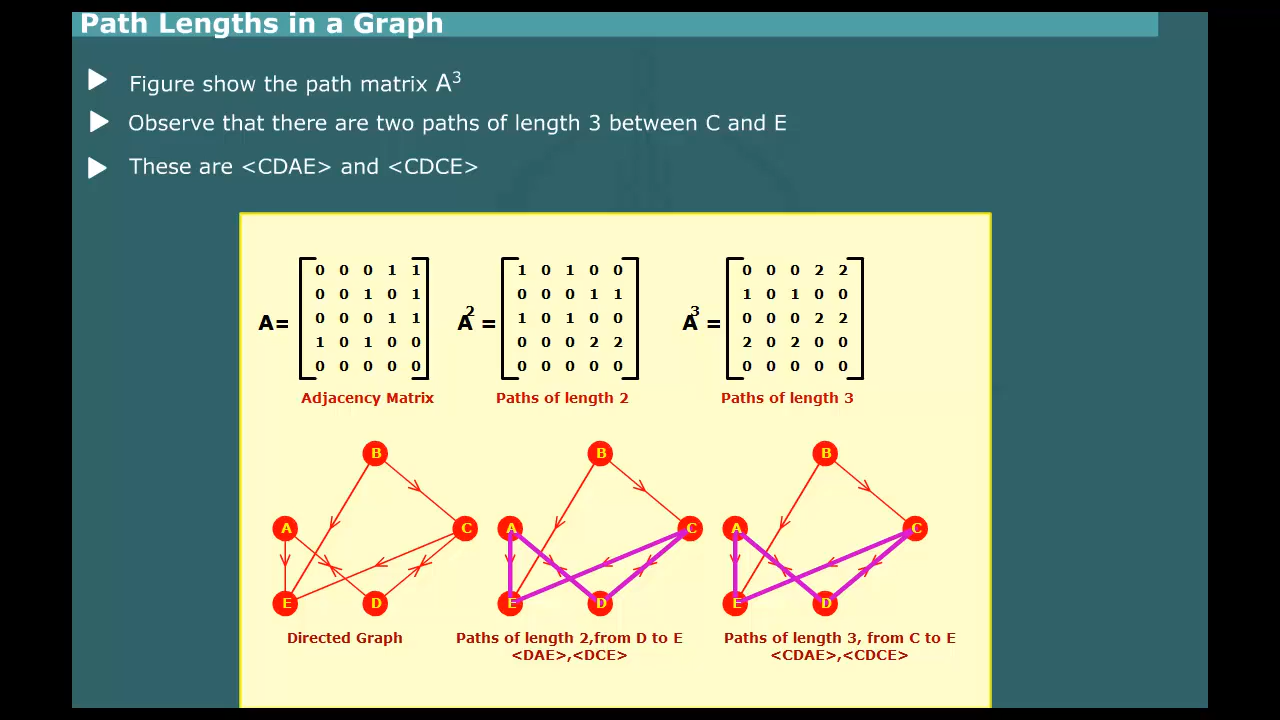 Path Lengths in a Graph
Figure show the path matrix A3
Observe that there are two paths of length 3 between C and E
These are <CDAE> and <CDCE>
A=
0 0 0 1 1
0 0 1 0 1
0 0 0 1 1
1 0 1 0 0
0 0 0 0 0
Adjacency Matrix
A2 =
1 0 1 0 0
0 0 0 1 1
1 0 1 0 0
0 0 0 2 2
0 0 0 0 0
Paths of length 2
A3 =
0 0 0 2 2
1 0 1 0 0
0 0 0 2 2
2 0 2 0 0
0 0 0 0 0
Paths of length 3
B
A C
E D
Directed Graph
B
A C
E D
Paths of length 2,from D to E
<DAE>,<DCE>
B
A C
E D
Paths of length 3, from C to E
<CDAE>,<CDCE>